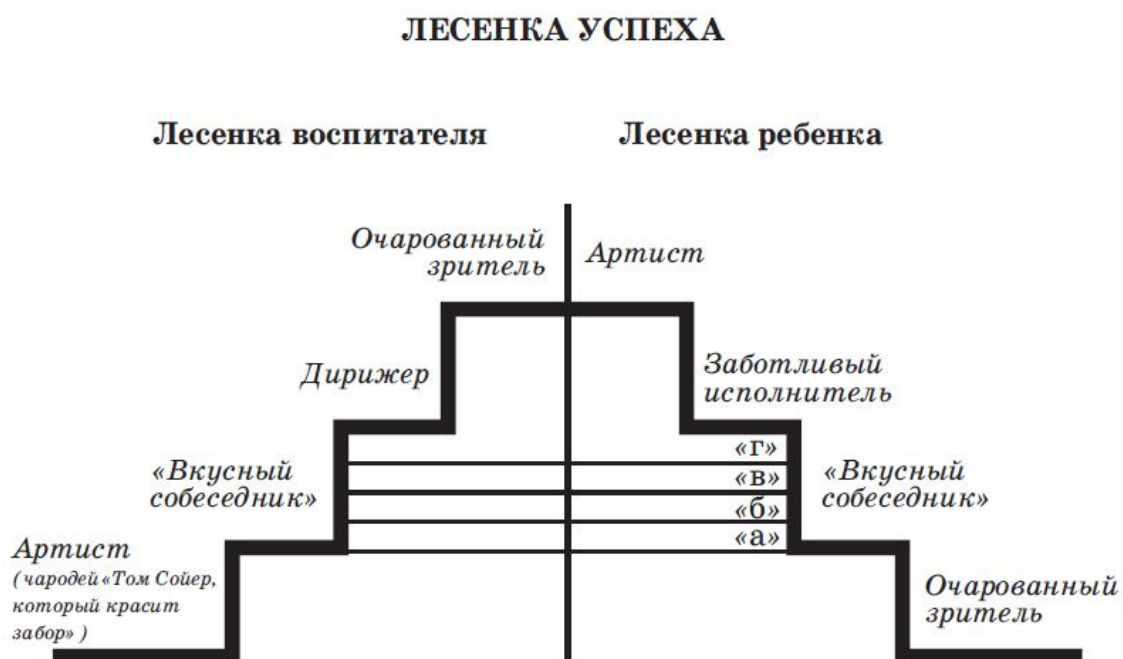 ЛЕСЕНКА УСПЕХА
Лесенка воспитателя
Лесенка ребенка
Очарованный
зритель
Артист
Дирижер
Заботливый
исполнитель
«Вкусный
собеседник»
«г»
«в»
«б»
«а»
«Вкусный
собеседник»
Артист
(чародей «Том Сойер,
который красит
забор» )
Очарованный
зритель